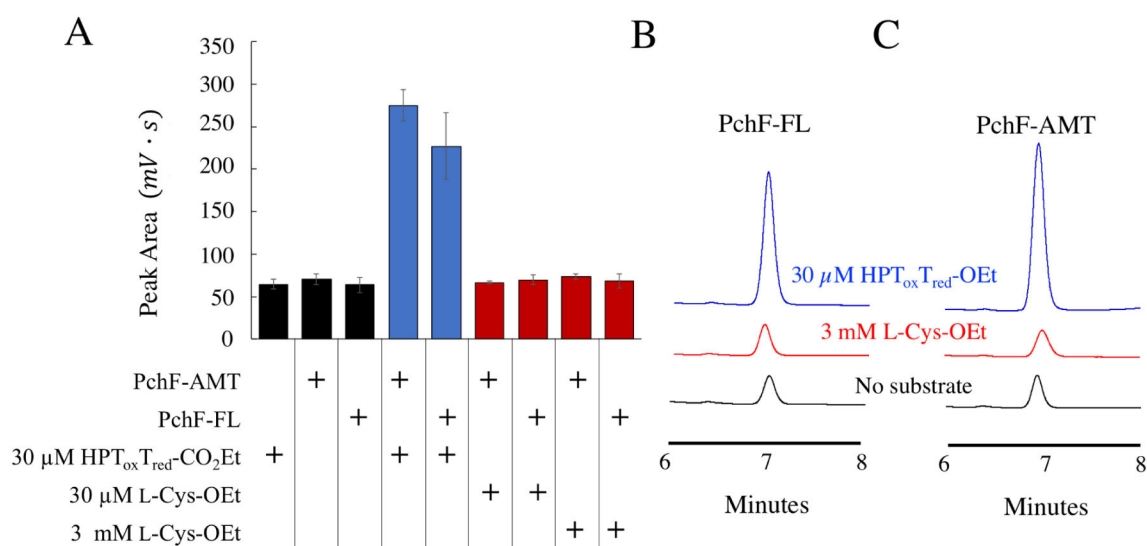 A
Peak Area (mV · s)
350
300
250
200
150
100
50
0
PchF-AMT + + + +
PchF-FL + + + +
30 µM HPToxTred-CO2Et + + +
30 µM L-Cys-OEt + +
3 mM L-Cys-OEt + +
B
PchF-FL
C
PchF-AMT
30 µM HPToxTred-OEt
3 mM L-Cys-OEt
No substrate
6 7 8
Minutes
6 7 8
Minutes